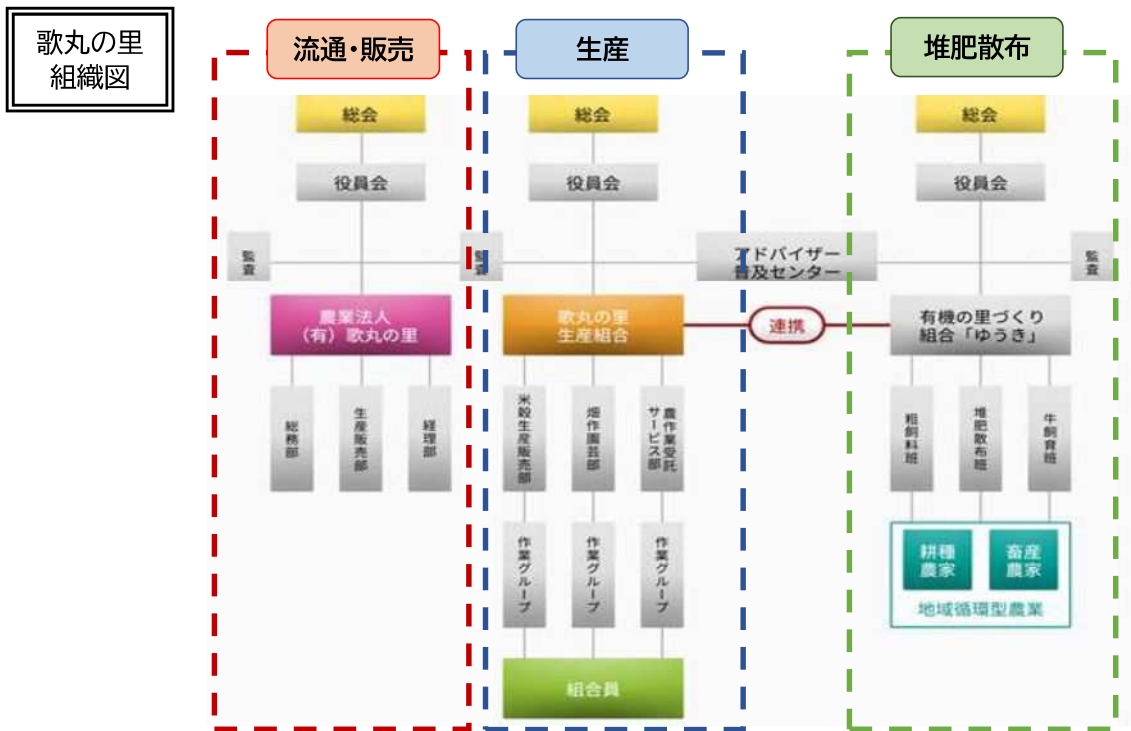 歌丸の里
組織図
流通・販売
生産
堆肥散布
総会
総会
総会
役員会
役員会
役員会
監査
監査
アドバイザー
普及センター
監査
農業法人
（有）歌丸の里
歌丸の里
生産組合
連携
有機の里づくり
組合「ゆうき」
総務部
生産販売部
経理部
米穀生産販売部
畑作園芸部
農作業受託
サービス部
粗飼料班
堆肥散布班
牛飼育班
作業グループ
作業グループ
作業グループ
耕種
農家
畜産
農家
地域循環型農業
組合員